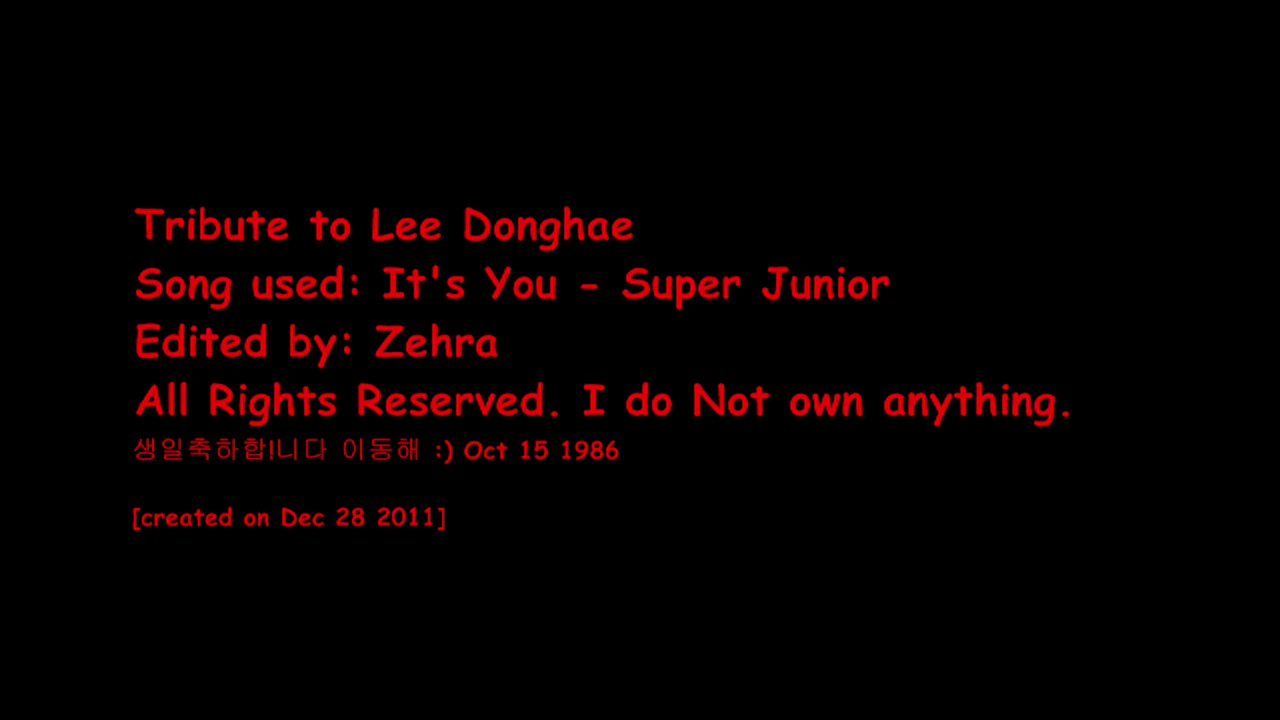 Tribute to Lee Donghae
Song used: It's You - Super Junior
Edited by: Zehra
All Rights Reserved. I do Not own anything.
생일축하합!니다 이동해 :) Oct 15 1986
[created on Dec 28 2011]